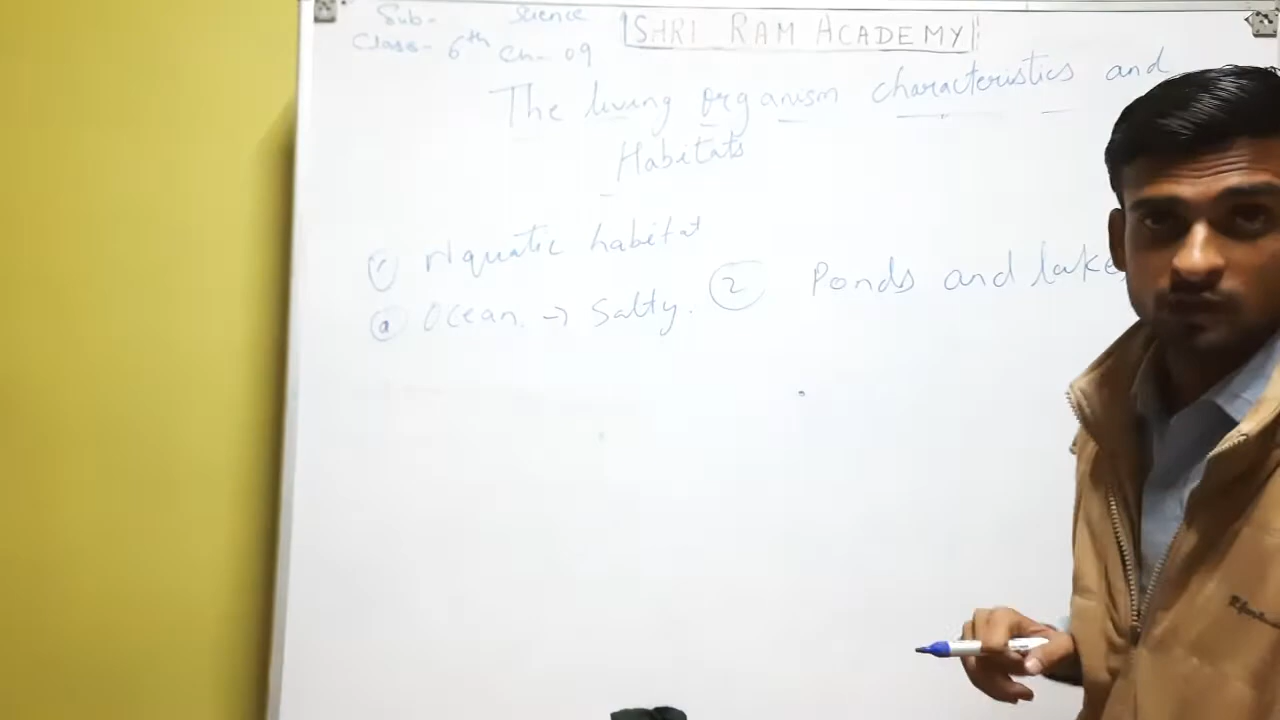 Sub- Science
Class- 6th Ch- 09
SHRI RAM ACADEMY
The living organism characteristics and
Habitats
Aquatic habitat
(a) Ocean. → Salty.
(2) Ponds and lake